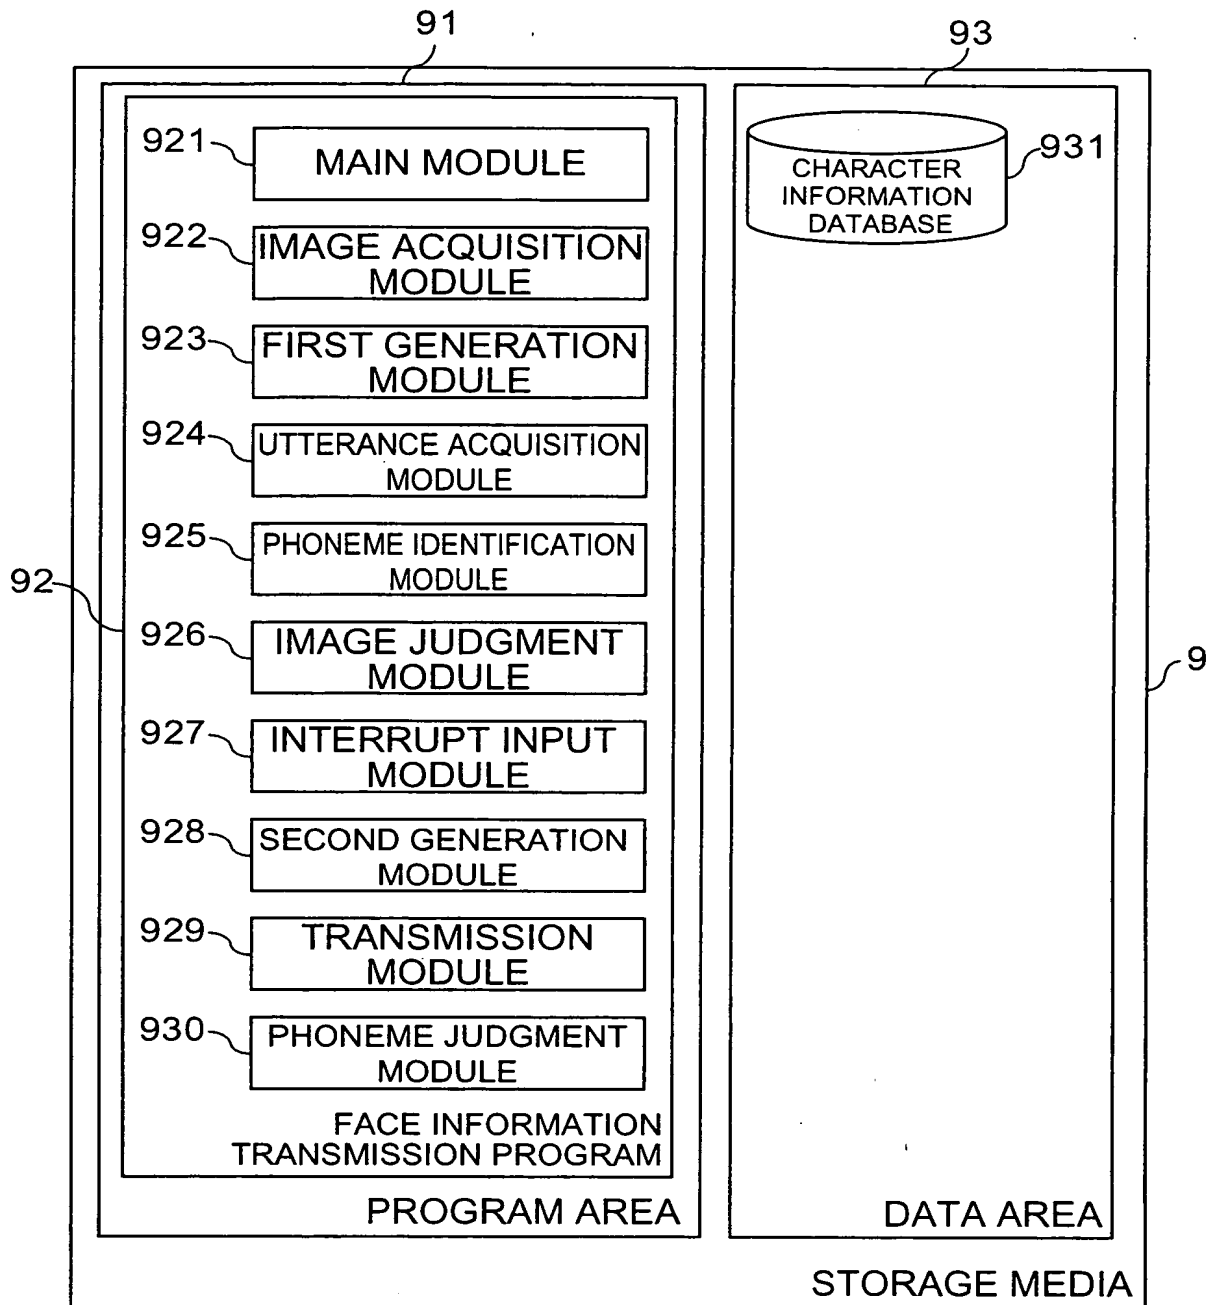 91
93
921
MAIN MODULE
931
CHARACTER
INFORMATION
DATABASE
922
IMAGE ACQUISITION
MODULE
923
FIRST GENERATION
MODULE
924
UTTERANCE ACQUISITION
MODULE
925
PHONEME IDENTIFICATION
MODULE
92
926
IMAGE JUDGMENT
MODULE
9
927
INTERRUPT INPUT
MODULE
928
SECOND GENERATION
MODULE
929
TRANSMISSION
MODULE
930
PHONEME JUDGMENT
MODULE
FACE INFORMATION
TRANSMISSION PROGRAM
PROGRAM AREA
DATA AREA
STORAGE MEDIA